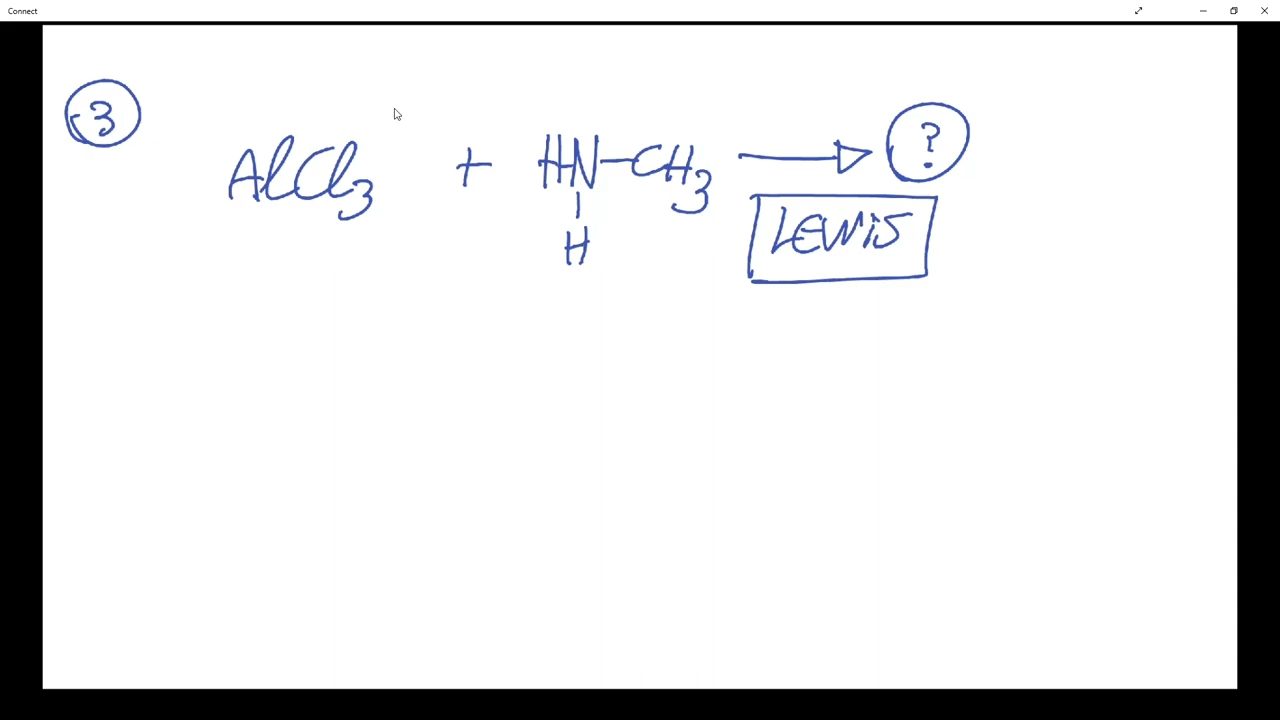 Connect
3
AlCl3 + HN-CH3 → ?
H
LEWIS